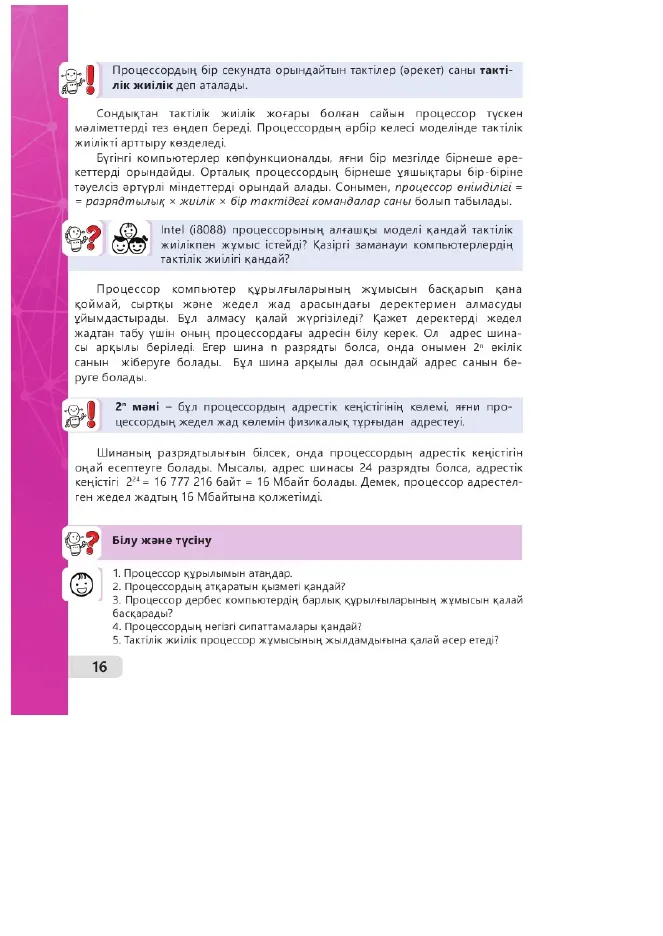 Процессордың бір секундта орындайтын тактілер (әрекет) саны такті-
лік жиілік деп аталады.
Сондықтан тактілік жиілік жоғары болған сайын процессор түскен
мәліметтерді тез өңдеп береді. Процессордың әрбір келесі моделінде тактілік
жиілікті арттыру көзделеді.
Бүгінгі компьютерлер көпфункционалды, яғни бір мезгілде бірнеше әре-
кеттерді орындайды. Орталық процессордың бірнеше ұяшықтары бір-біріне
тәуелсіз әртүрлі міндеттерді орындай алады. Сонымен, процессор өнімділігі =
= разрядтылық × жиілік × бір тактідегі командалар саны болып табылады.
Intel (i8088) процессорының алғашқы моделі қандай тактілік
жиілікпен жұмыс істейді? Қазіргі заманауи компьютерлердің
тактілік жиілігі қандай?
Процессор компьютер құрылғыларының жұмысын басқарып қана
қоймай, сыртқы және жедел жад арасындағы деректермен алмасуды
ұйымдастырады. Бұл алмасу қалай жүргізіледі? Қажет деректерді жедел
жадтан табу үшін оның процессордағы адресін білу керек. Ол адрес шина-
сы арқылы беріледі. Егер шина n разрядты болса, онда онымен 2ⁿ екілік
санын жіберуге болады. Бұл шина арқылы дәл осындай адрес санын бе-
руге болады.
2ⁿ мәні – бұл процессордың адрестік кеңістігінің көлемі, яғни про-
цессордың жедел жад көлемін физикалық тұрғыдан адрестеуі.
Шинаның разрядтылығын білсек, онда процессордың адрестік кеңістігін
оңай есептеуге болады. Мысалы, адрес шинасы 24 разрядты болса, адрестік
кеңістігі 2²⁴ = 16 777 216 байт = 16 Мбайт болады. Демек, процессор адрестел-
ген жедел жадтың 16 Мбайтына қолжетімді.
Білу және түсіну
1. Процессор құрылымын атаңдар.
2. Процессордың атқаратын қызметі қандай?
3. Процессор дербес компьютердің барлық құрылғыларының жұмысын қалай
басқарады?
4. Процессордың негізгі сипаттамалары қандай?
5. Тактілік жиілік процессор жұмысының жылдамдығына қалай әсер етеді?
16